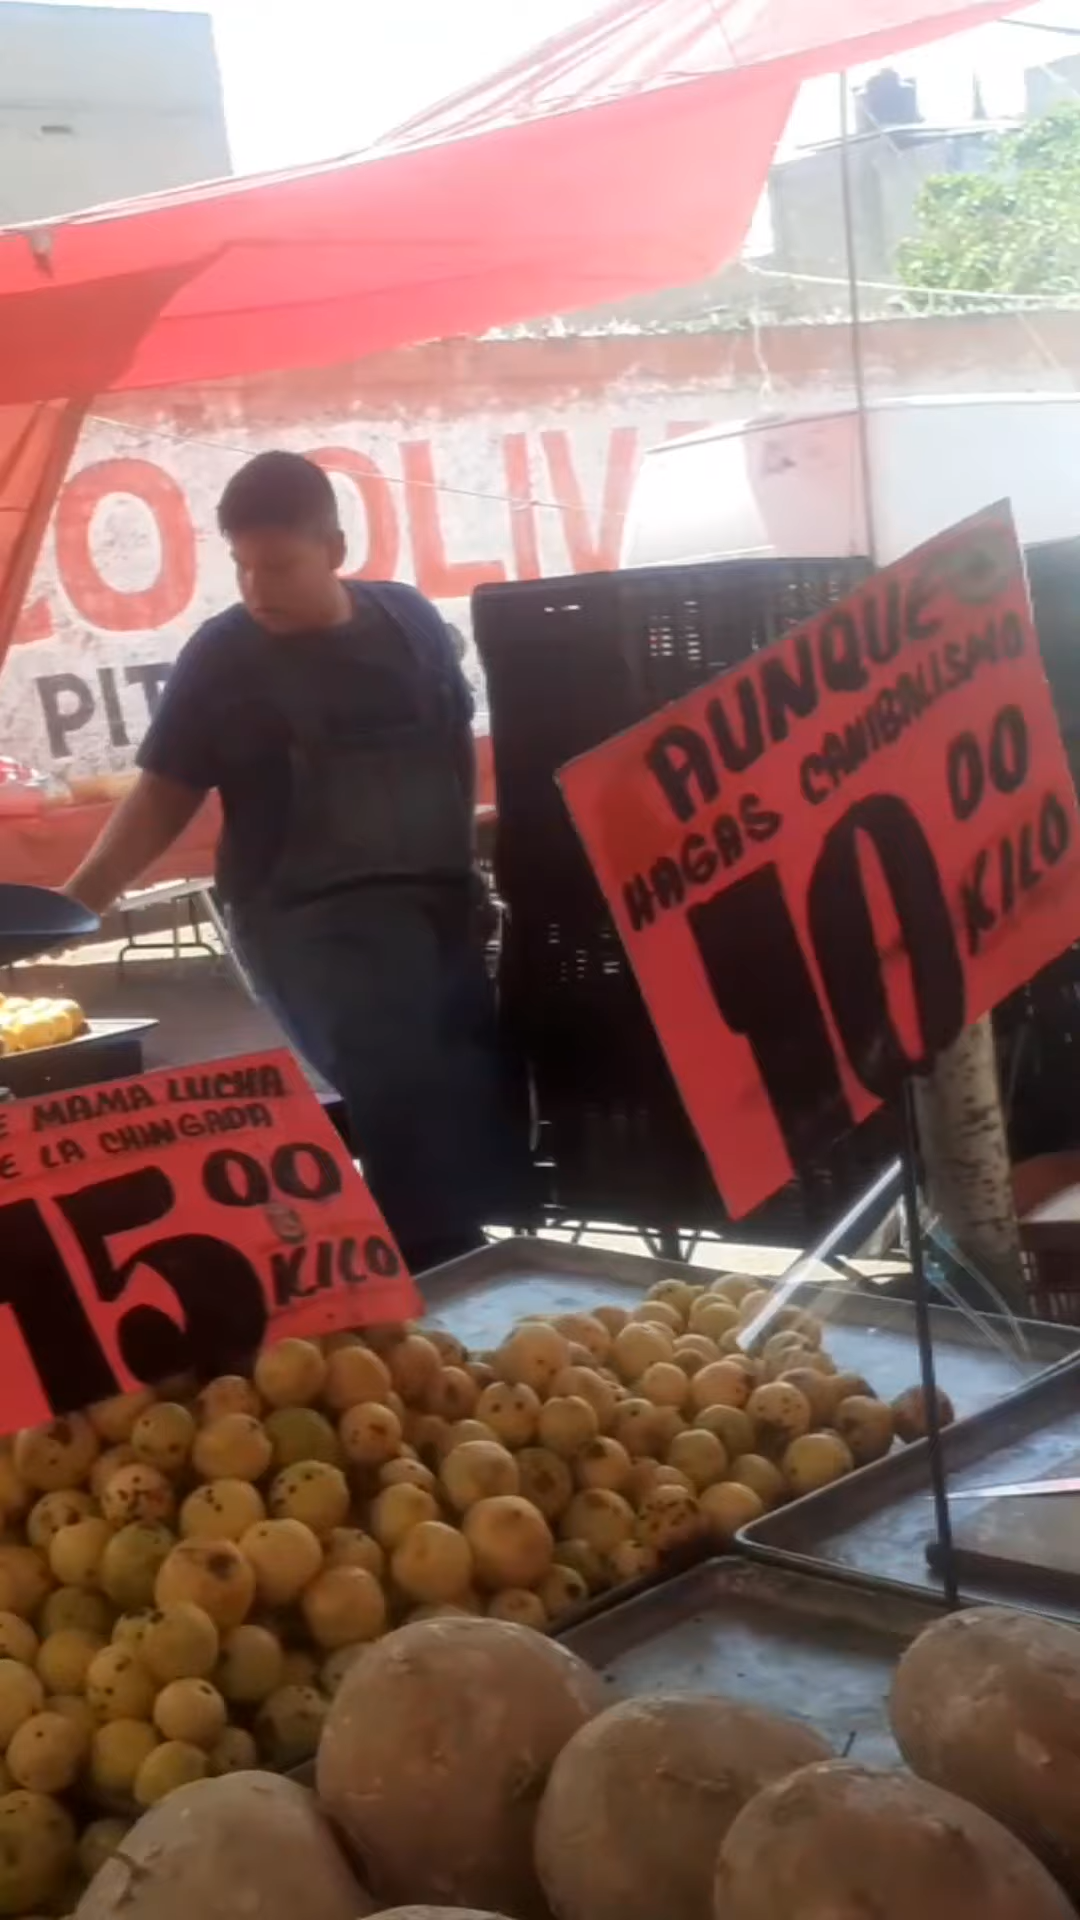 LO OLIV
PIT
AUNQUE
HAGAS CANIBALISMO
10 00
KILO
E MAMA LUCHA
E LA CHINGADA
15 00
KILO